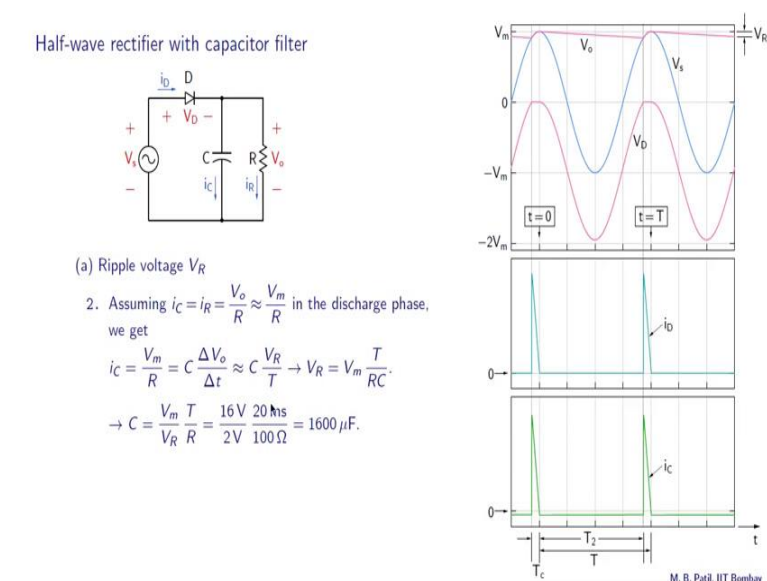 Half-wave rectifier with capacitor filter
i_D D
+ V_D −
+ V_s −
C
i_C
R
i_R
+ V_o −
(a) Ripple voltage V_R
2. Assuming i_C = i_R = V_o/R ≈ V_m/R in the discharge phase,
we get
i_C = V_m/R = C ΔV_o/Δt ≈ C V_R/T → V_R = V_m T/RC.
→ C = V_m/V_R T/R = 16 V/2 V 20 ms/100 Ω = 1600 μF.
V_m
V_R
V_o
V_s
0
V_D
−V_m
t=0
t=T
−2V_m
i_D
0
i_C
0
T_2
t
T
T_c
M. B. Patil, IIT Bombay